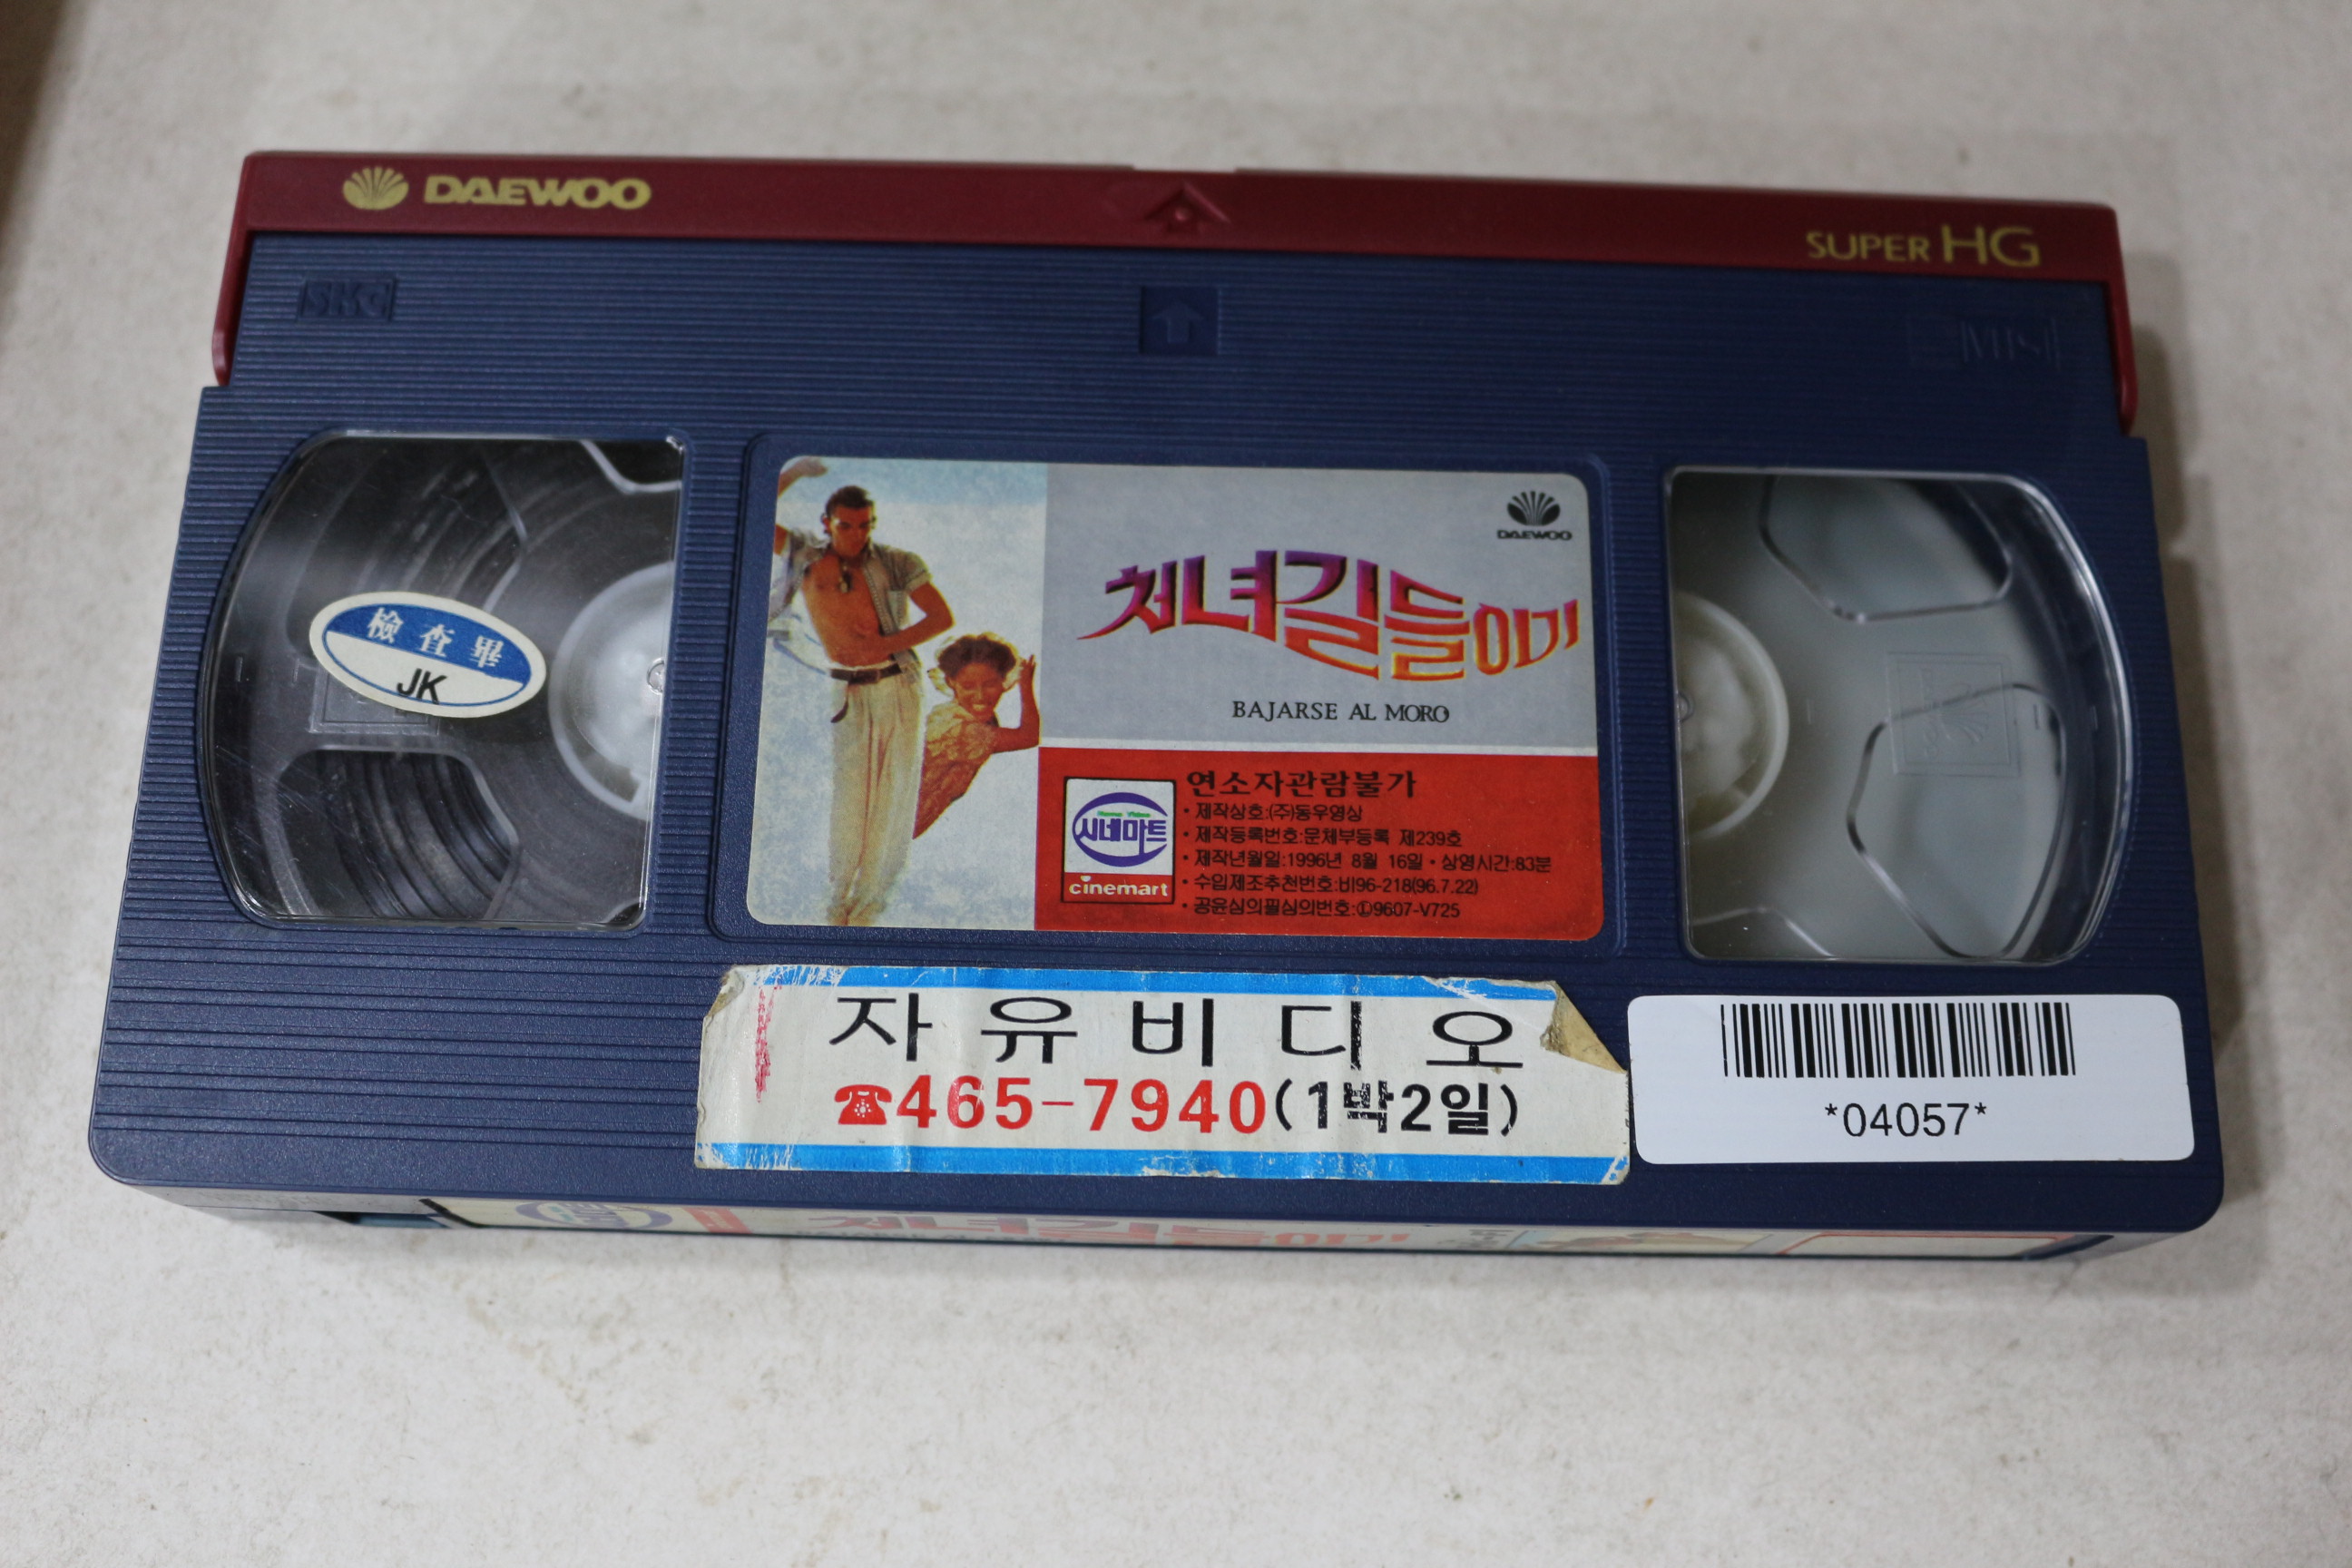 DAEWOO
SUPER HG
SKC
VHS
檢查畢
JK
DAEWOO
처녀길들이기
BAJARSE AL MORO
연소자관람불가
Home Video
시네마트
cinemart
• 제작상호:(주)동우영상
• 제작등록번호:문체부등록 제239호
• 제작년월일:1996년 8월 16일 • 상영시간:83분
• 수입제조추천번호:비96-218(96.7.22)
• 공윤심의필심의번호:Ⓛ9607-V725
자유비디오
☎465-7940(1박2일)
*04057*
처녀길들이기